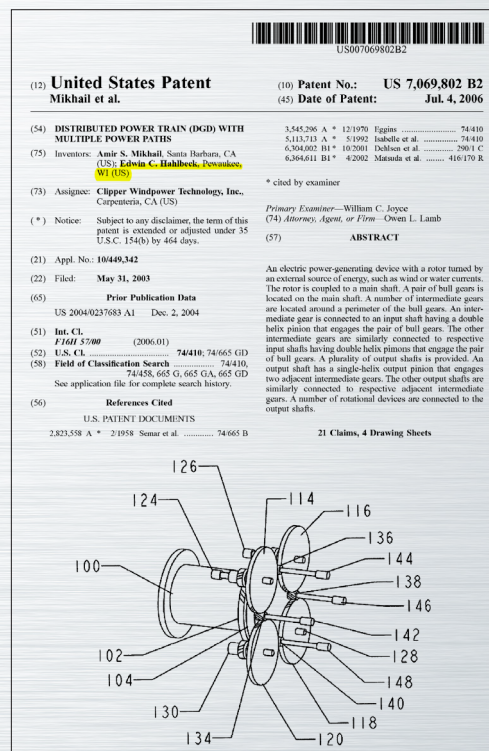 US007069802B2
(12) United States Patent
Mikhail et al.
(10) Patent No.: US 7,069,802 B2
(45) Date of Patent: Jul. 4, 2006
(54) DISTRIBUTED POWER TRAIN (DGD) WITH
MULTIPLE POWER PATHS
(75) Inventors: Amir S. Mikhail, Santa Barbara, CA
(US); Edwin C. Hahlbeck, Pewaukee,
WI (US)
(73) Assignee: Clipper Windpower Technology, Inc.,
Carpenteria, CA (US)
( * ) Notice: Subject to any disclaimer, the term of this
patent is extended or adjusted under 35
U.S.C. 154(b) by 464 days.
(21) Appl. No.: 10/449,342
(22) Filed: May 31, 2003
(65) Prior Publication Data
US 2004/0237683 A1 Dec. 2, 2004
(51) Int. Cl.
F16H 57/00 (2006.01)
(52) U.S. Cl. .......................... 74/410; 74/665 GD
(58) Field of Classification Search ................ 74/410,
74/458, 665 G, 665 GA, 665 GD
See application file for complete search history.
(56) References Cited
U.S. PATENT DOCUMENTS
2,823,558 A * 2/1958 Semar et al. ............. 74/665 B
3,545,296 A * 12/1970 Eggins ..................... 74/410
5,113,713 A * 5/1992 Isabelle et al. ............. 74/410
6,304,002 B1* 10/2001 Dehlsen et al. ............. 290/1 C
6,364,611 B1* 4/2002 Matsuda et al. ........ 416/170 R
* cited by examiner
Primary Examiner—William C. Joyce
(74) Attorney, Agent, or Firm—Owen L. Lamb
(57) ABSTRACT
An electric power-generating device with a rotor turned by
an external source of energy, such as wind or water currents.
The rotor is coupled to a main shaft. A pair of bull gears is
located on the main shaft. A number of intermediate gears
are located around a perimeter of the bull gears. An inter-
mediate gear is connected to an input shaft having a double
helix pinion that engages the pair of bull gears. The other
intermediate gears are similarly connected to respective
input shafts having double helix pinions that engage the pair
of bull gears. A plurality of output shafts is provided. An
output shaft has a single-helix output pinion that engages
two adjacent intermediate gears. The other output shafts are
similarly connected to respective adjacent intermediate
gears. A number of rotational devices are connected to the
output shafts.
21 Claims, 4 Drawing Sheets
126
114
116
124
136
144
100
138
146
142
102
128
104
148
130
140
118
134
120